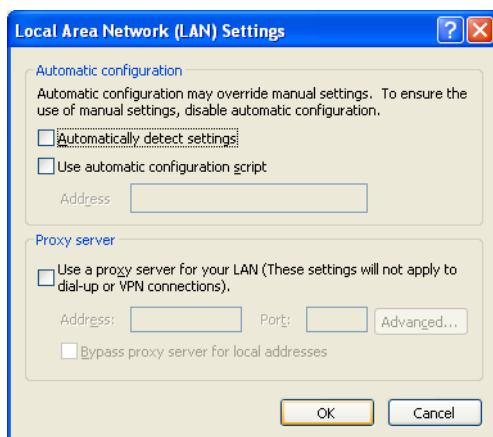 Local Area Network (LAN) Settings
Automatic configuration
Automatic configuration may override manual settings. To ensure the
use of manual settings, disable automatic configuration.
Automatically detect settings
Use automatic configuration script
Address
Proxy server
Use a proxy server for your LAN (These settings will not apply to
dial-up or VPN connections).
Address:
Port:
Advanced...
Bypass proxy server for local addresses
OK
Cancel